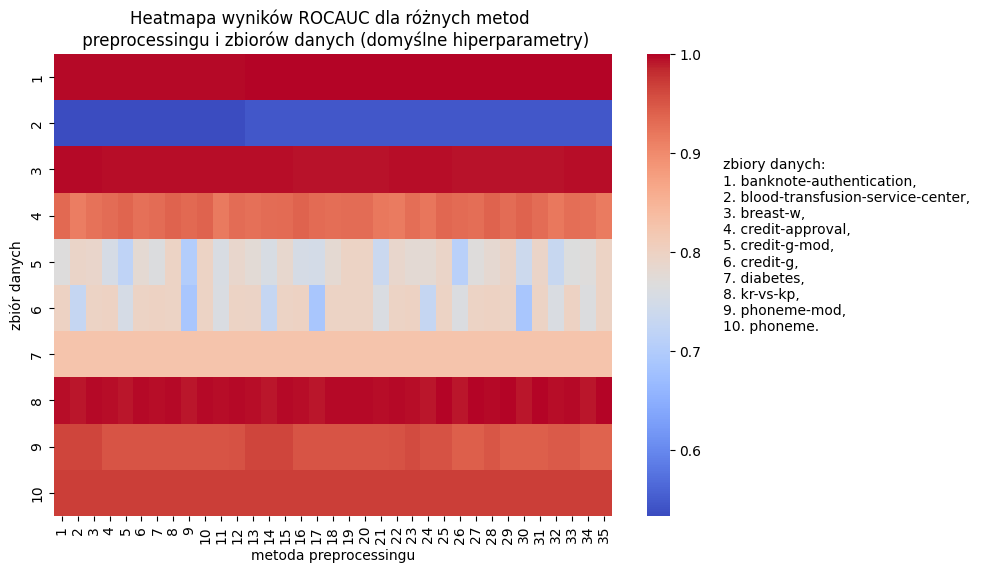 Heatmapa wyników ROCAUC dla różnych metod
preprocessingu i zbiorów danych (domyślne hiperparametry)
zbiór danych
1
2
3
4
5
6
7
8
9
10
1 2 3 4 5 6 7 8 9 10 11 12 13 14 15 16 17 18 19 20 21 22 23 24 25 26 27 28 29 30 31 32 33 34 35
metoda preprocessingu
1.0
0.9
0.8
0.7
0.6
zbiory danych:
1. banknote-authentication,
2. blood-transfusion-service-center,
3. breast-w,
4. credit-approval,
5. credit-g-mod,
6. credit-g,
7. diabetes,
8. kr-vs-kp,
9. phoneme-mod,
10. phoneme.